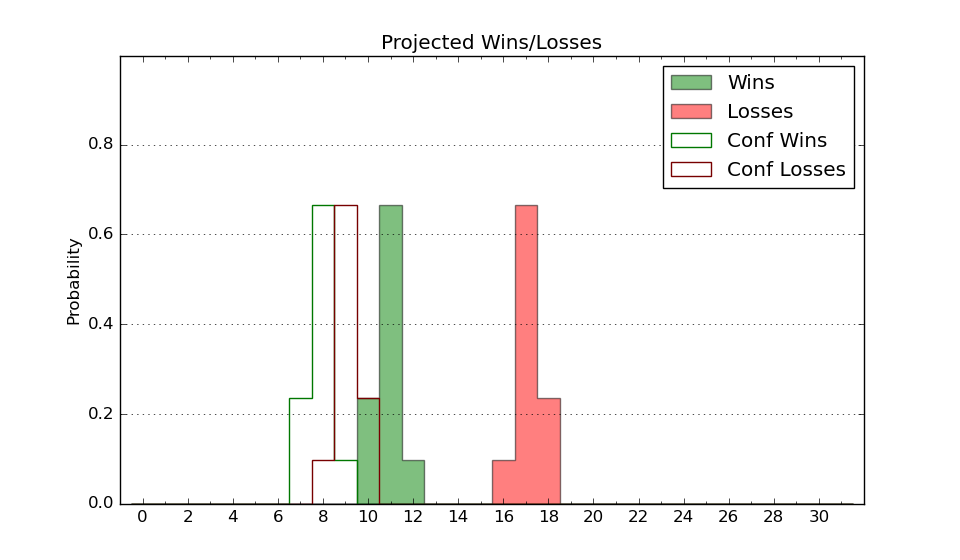 Projected Wins/Losses
Wins
Losses
Conf Wins
Conf Losses
Probability
0.8
0.6
0.4
0.2
0.0
0 2 4 6 8 10 12 14 16 18 20 22 24 26 28 30